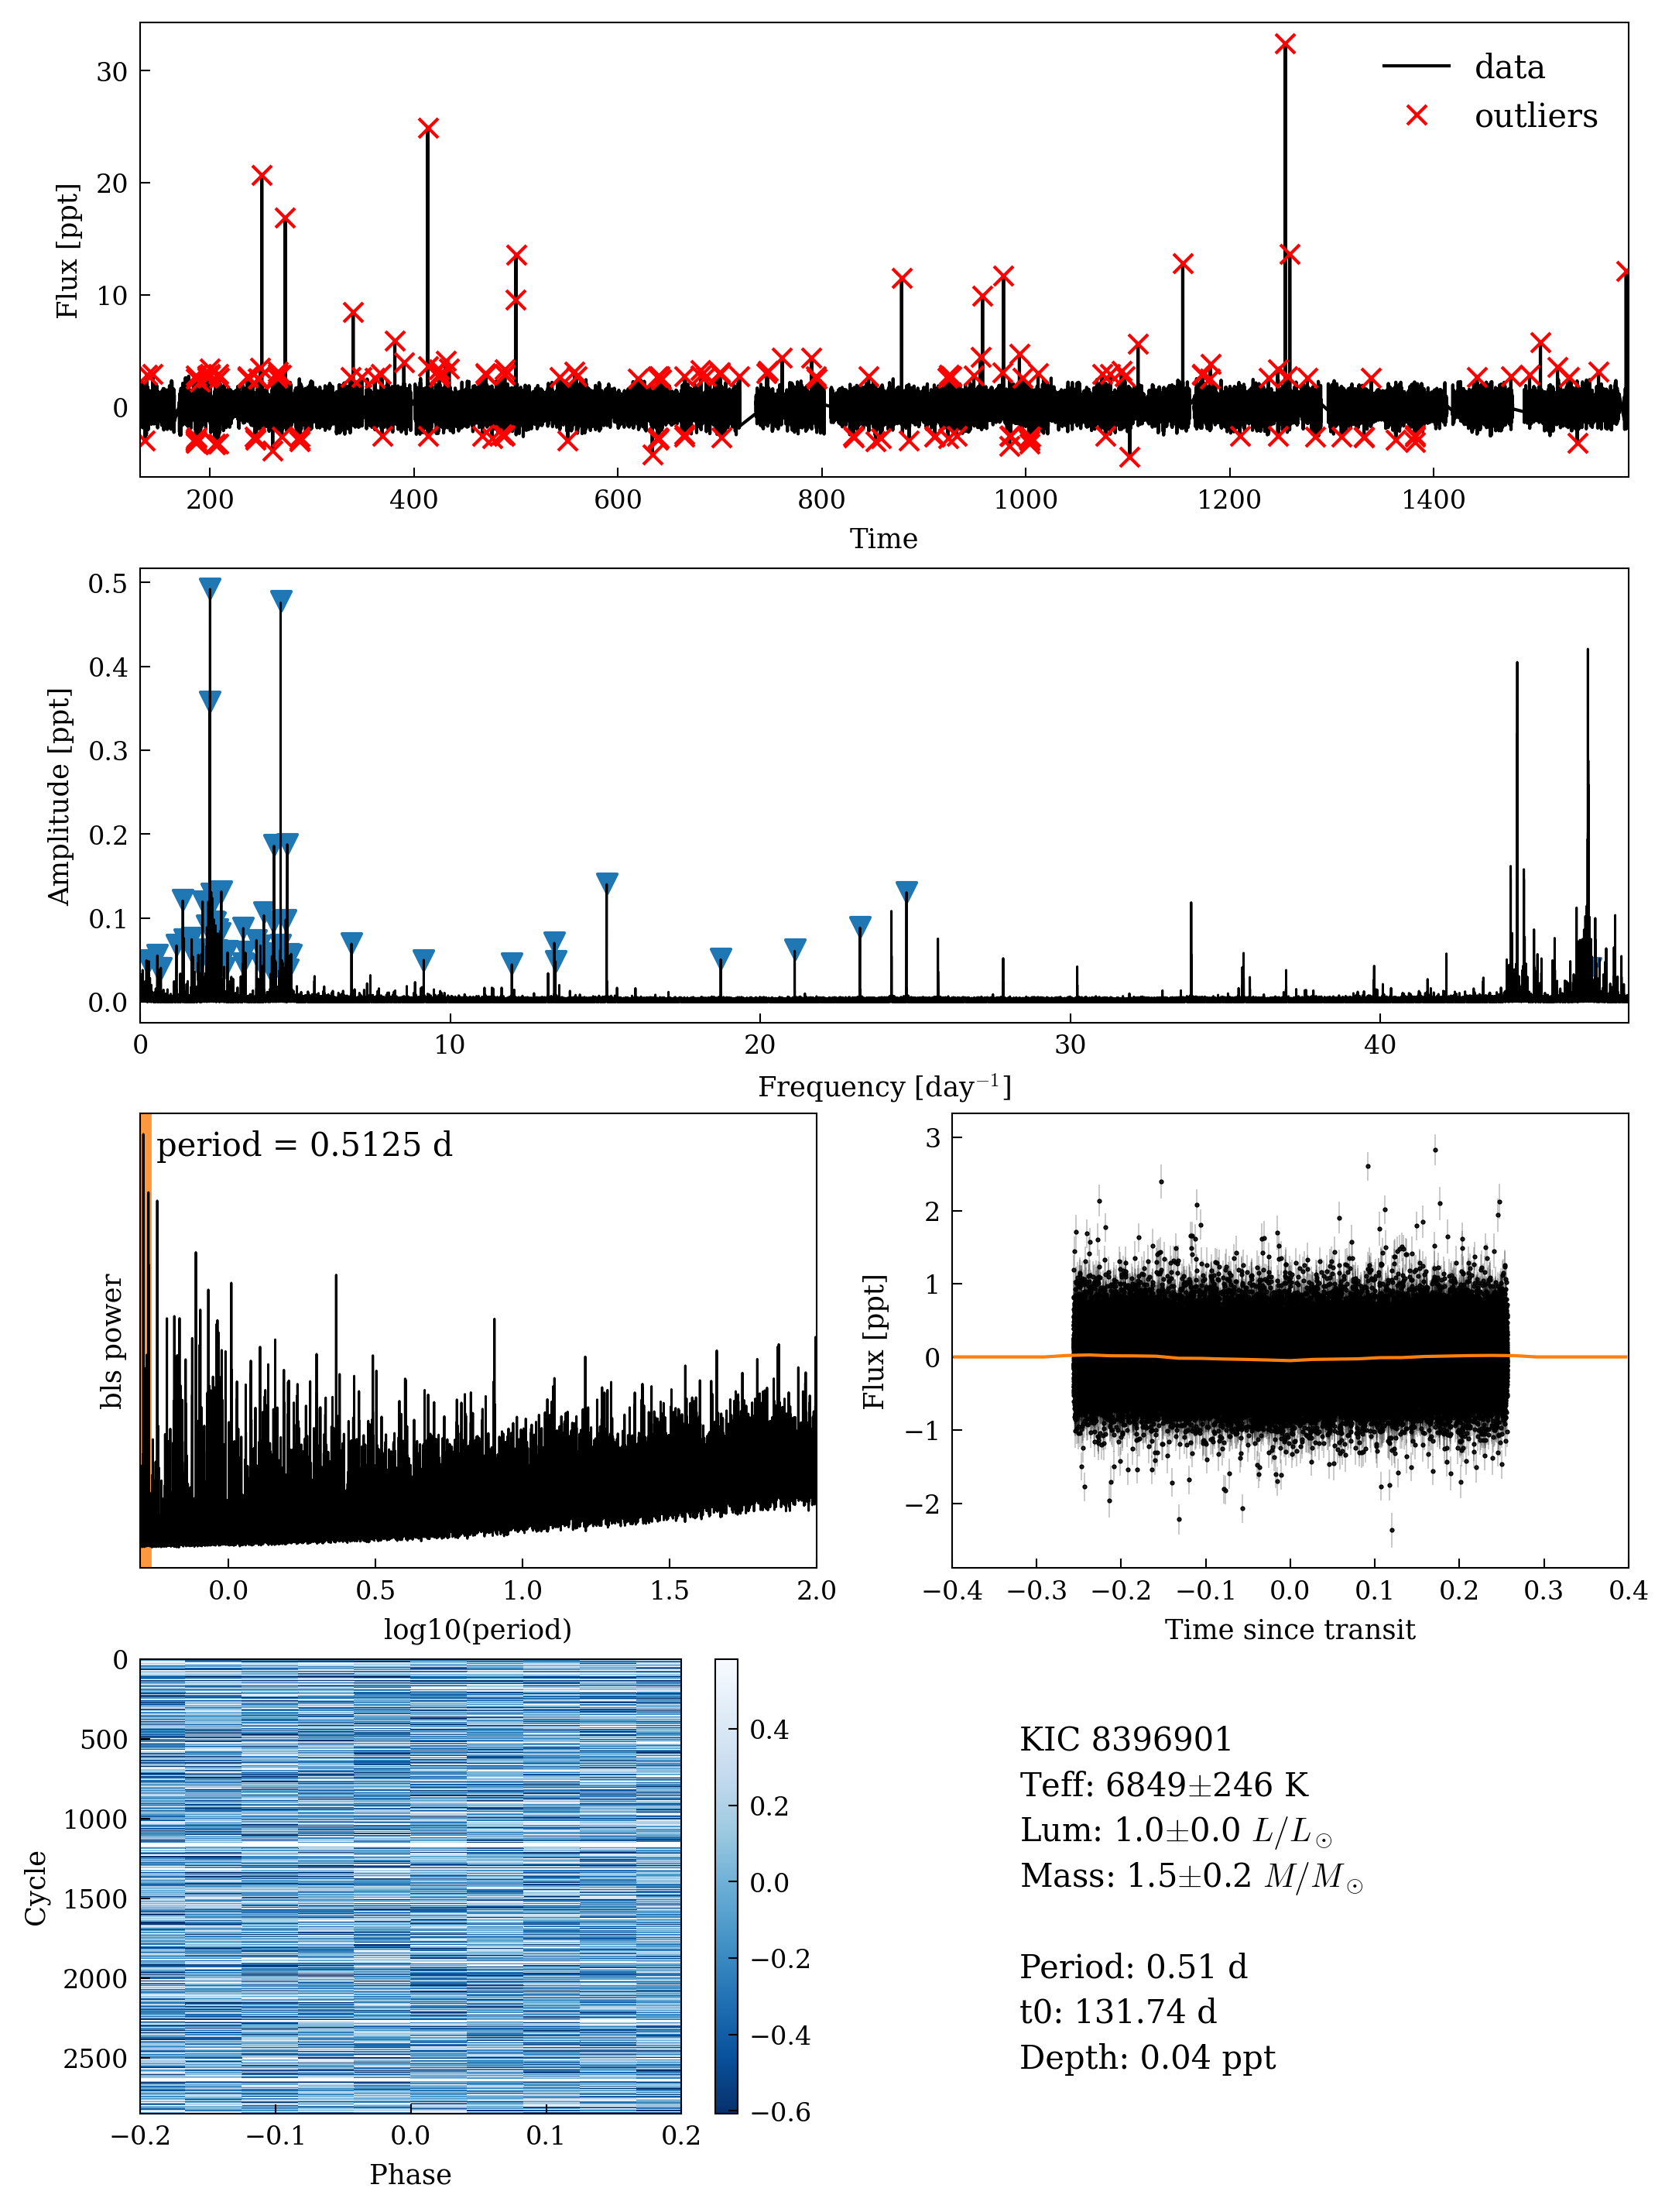 data
outliers
30
20
10
0
Flux [ppt]
200 400 600 800 1000 1200 1400
Time
0.5
0.4
0.3
0.2
0.1
0.0
Amplitude [ppt]
0 10 20 30 40
Frequency [day⁻¹]
period = 0.5125 d
bls power
0.0 0.5 1.0 1.5 2.0
log10(period)
3
2
1
0
−1
−2
Flux [ppt]
−0.4 −0.3 −0.2 −0.1 0.0 0.1 0.2 0.3 0.4
Time since transit
0
500
1000
1500
2000
2500
Cycle
−0.2 −0.1 0.0 0.1 0.2
Phase
0.4
0.2
0.0
−0.2
−0.4
−0.6
KIC 8396901
Teff: 6849±246 K
Lum: 1.0±0.0 L/L☉
Mass: 1.5±0.2 M/M☉
Period: 0.51 d
t0: 131.74 d
Depth: 0.04 ppt